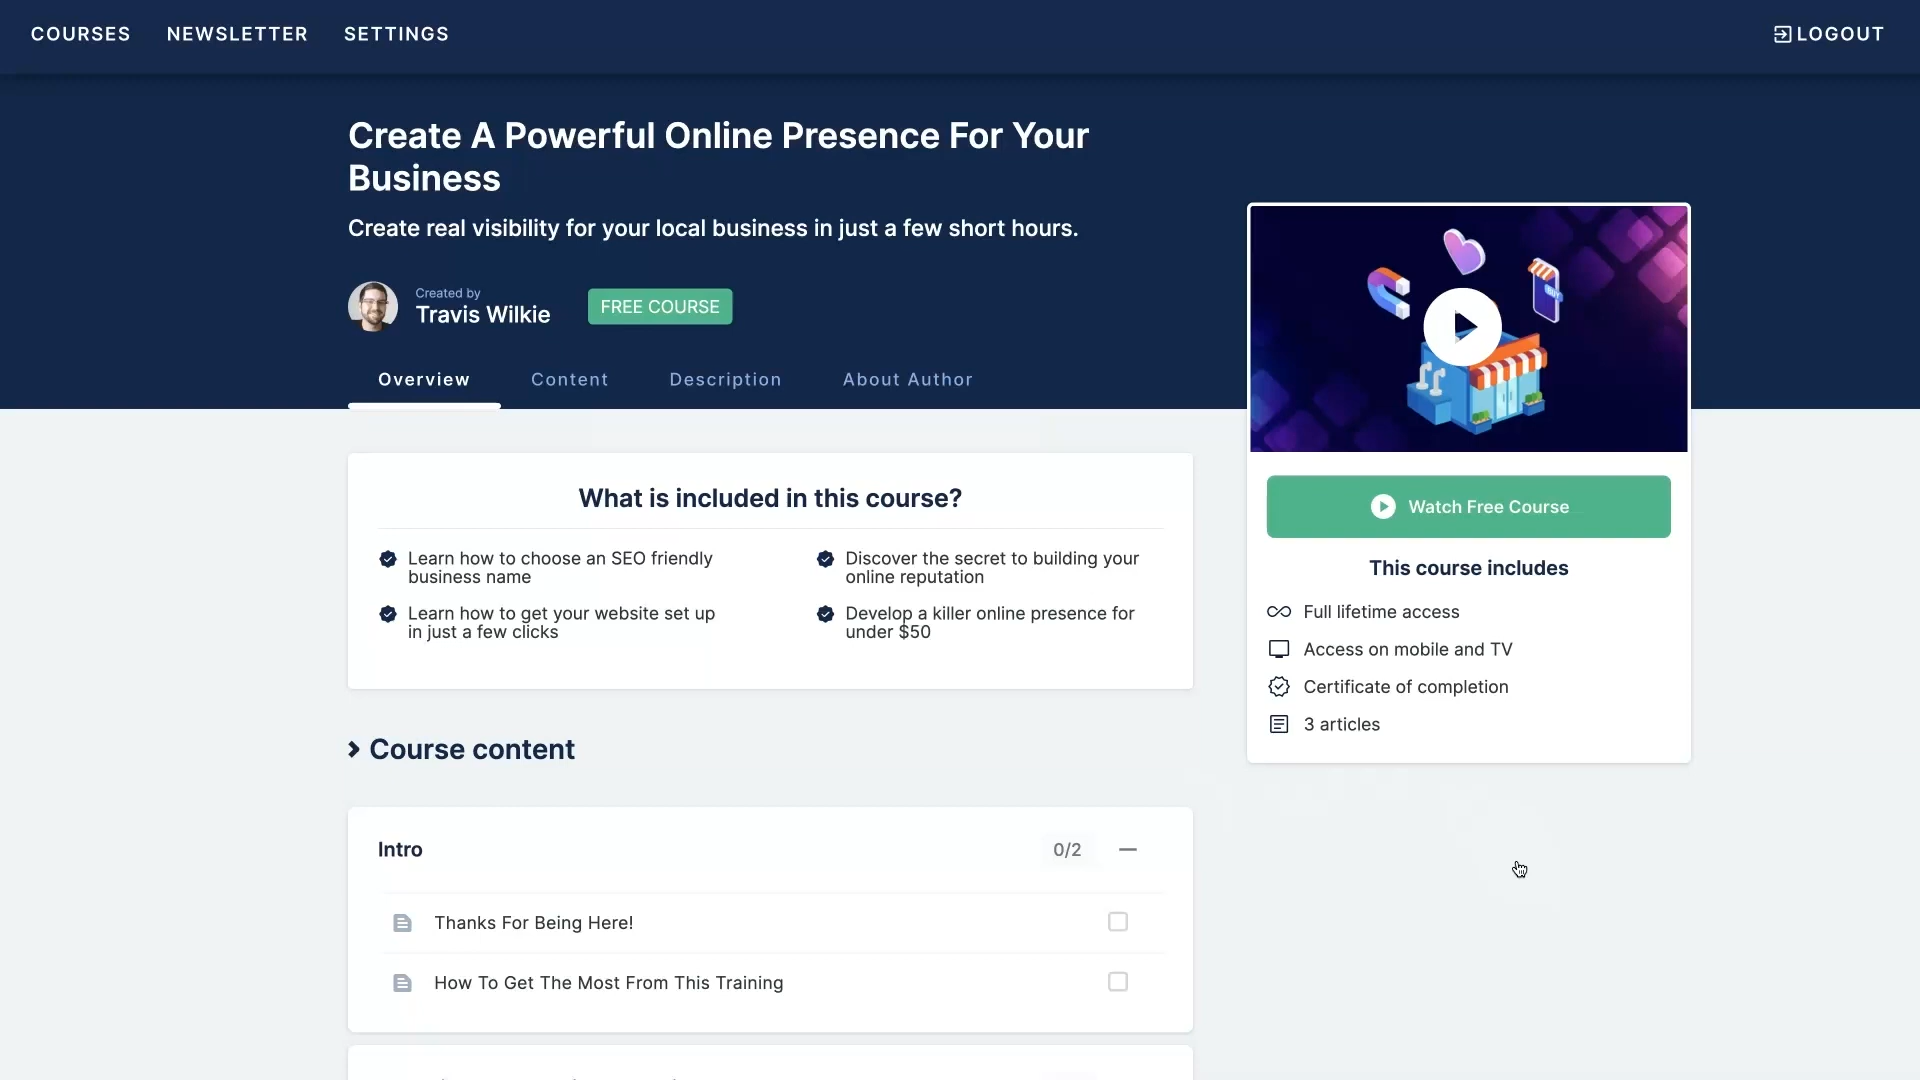 COURSES NEWSLETTER SETTINGS LOGOUT
Create A Powerful Online Presence For Your
Business
Create real visibility for your local business in just a few short hours.
Created by
Travis Wilkie
FREE COURSE
Overview Content Description About Author
BUY
Watch Free Course
This course includes
Full lifetime access
Access on mobile and TV
Certificate of completion
3 articles
What is included in this course?
Learn how to choose an SEO friendly
business name
Discover the secret to building your
online reputation
Learn how to get your website set up
in just a few clicks
Develop a killer online presence for
under $50
Course content
Intro 0/2
Thanks For Being Here!
How To Get The Most From This Training